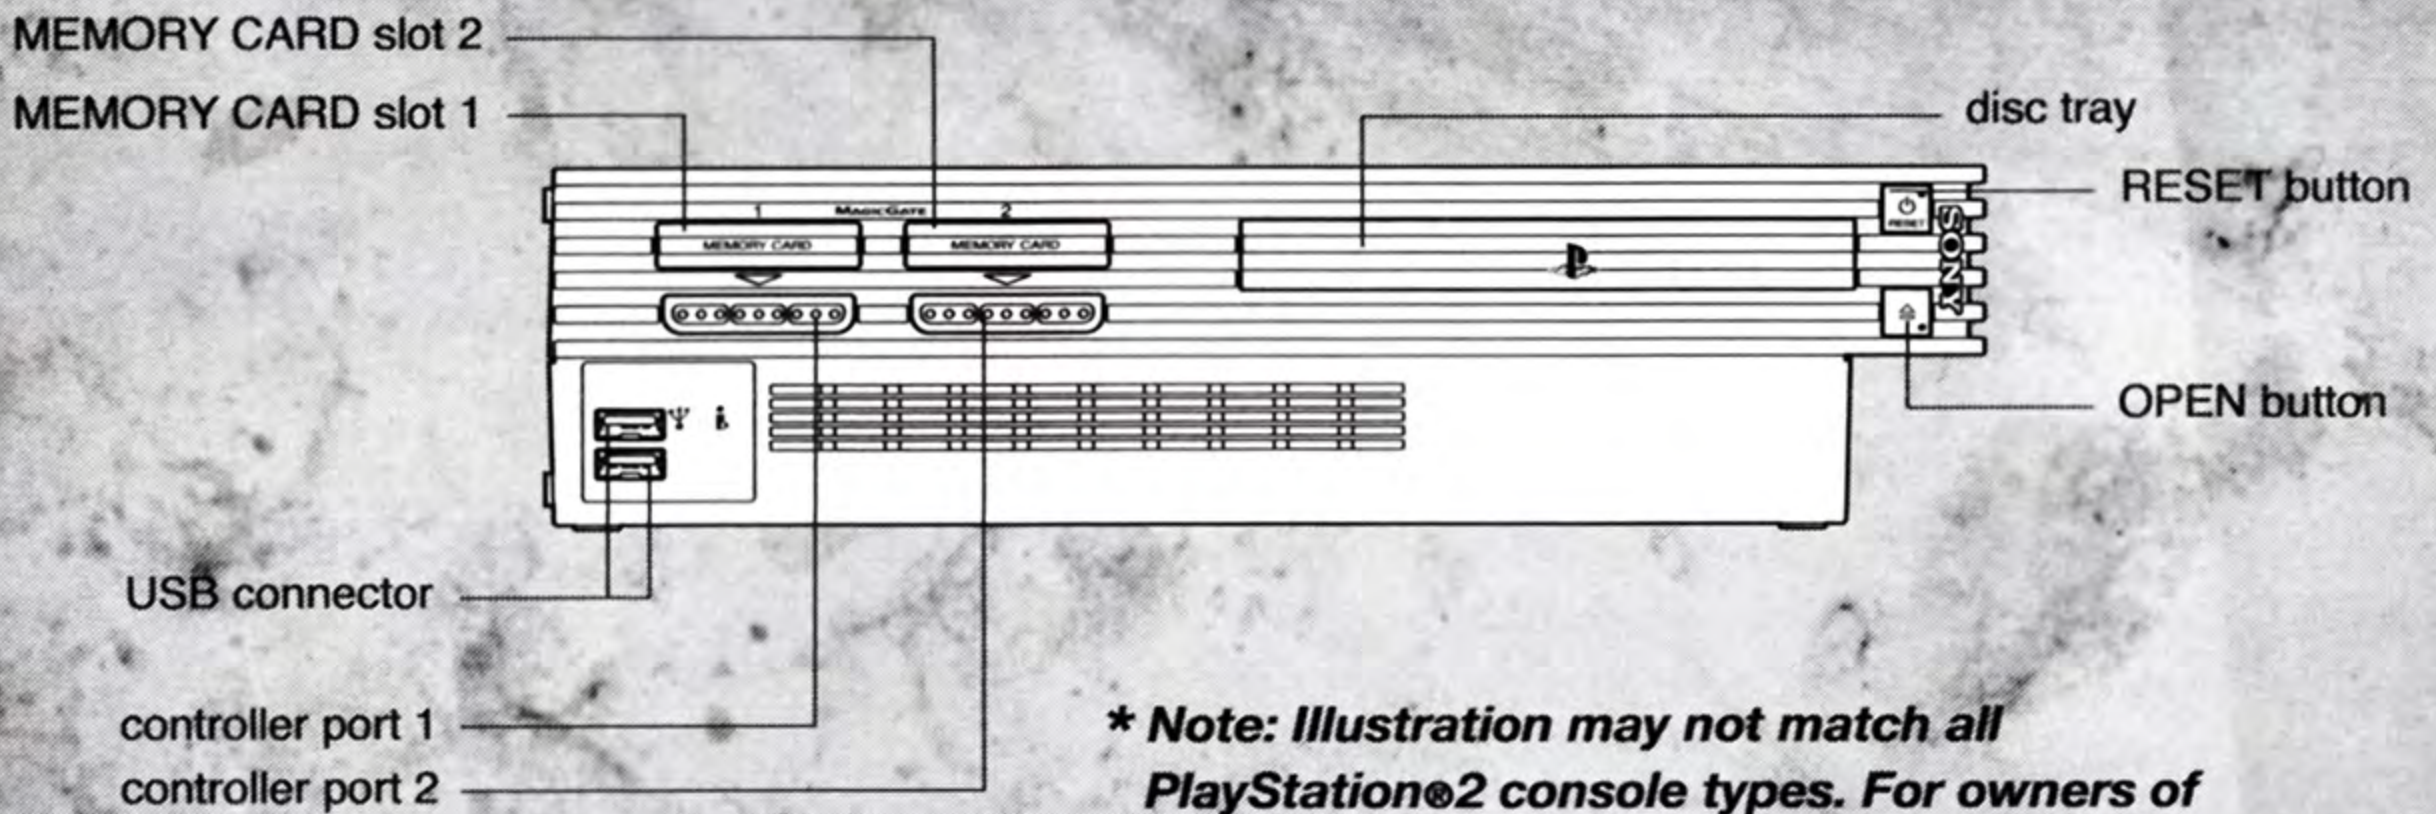 MEMORY CARD slot 2
MEMORY CARD slot 1
disc tray
RESET button
1
MAGICGATE
2
MEMORY CARD
MEMORY CARD
RESET
SONY
OPEN button
USB connector
controller port 1
controller port 2
* Note: Illustration may not match all
PlayStation®2 console types. For owners of